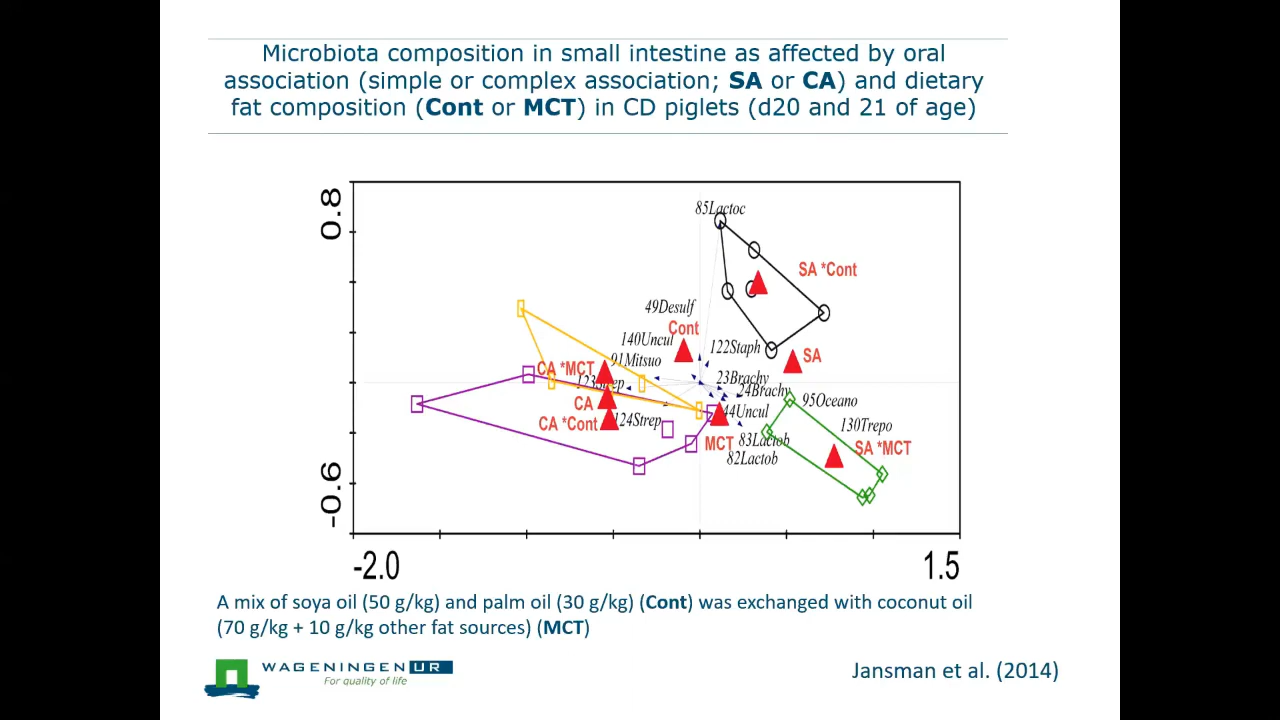 Microbiota composition in small intestine as affected by oral
association (simple or complex association; SA or CA) and dietary
fat composition (Cont or MCT) in CD piglets (d20 and 21 of age)
0.8
85Lactoc
SA *Cont
49Desulf
Cont
140Uncul
122Staph
SA
91Mitsuo
CA *MCT
23Brachy
24Brachy
CA
95Oceano
44Uncul
124Strep
CA *Cont
130Trepo
MCT
83Lactob
SA *MCT
82Lactob
-0.6
-2.0
1.5
A mix of soya oil (50 g/kg) and palm oil (30 g/kg) (Cont) was exchanged with coconut oil
(70 g/kg + 10 g/kg other fat sources) (MCT)
WAGENINGEN UR
For quality of life
Jansman et al. (2014)